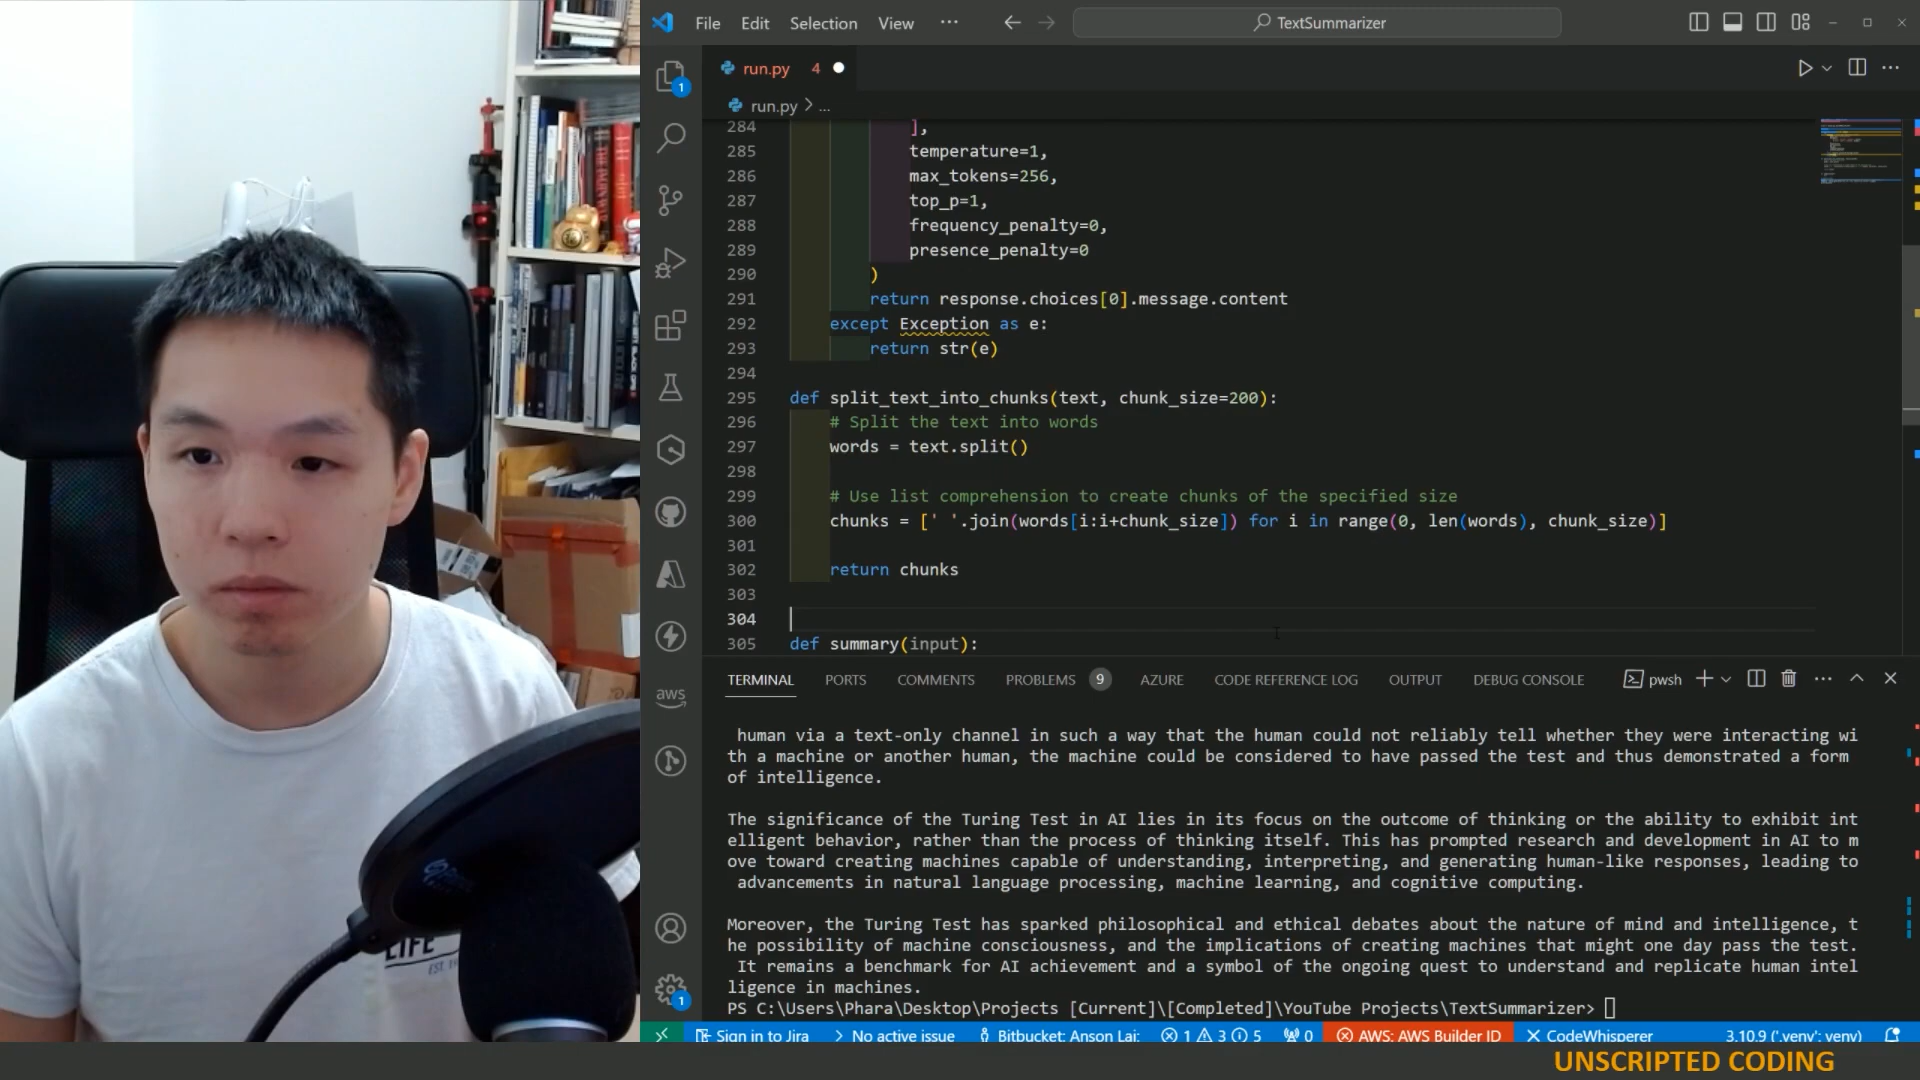 File Edit Selection View ··· TextSummarizer
run.py 4
run.py > ...
284 ],
285 temperature=1,
286 max_tokens=256,
287 top_p=1,
288 frequency_penalty=0,
289 presence_penalty=0
290 )
291 return response.choices[0].message.content
292 except Exception as e:
293 return str(e)
294
295 def split_text_into_chunks(text, chunk_size=200):
296 # Split the text into words
297 words = text.split()
298
299 # Use list comprehension to create chunks of the specified size
300 chunks = [' '.join(words[i:i+chunk_size]) for i in range(0, len(words), chunk_size)]
301
302 return chunks
303
304
305 def summary(input):
1
aws
1
TERMINAL PORTS COMMENTS PROBLEMS 9 AZURE CODE REFERENCE LOG OUTPUT DEBUG CONSOLE pwsh
human via a text-only channel in such a way that the human could not reliably tell whether they were interacting wi
th a machine or another human, the machine could be considered to have passed the test and thus demonstrated a form
of intelligence.
The significance of the Turing Test in AI lies in its focus on the outcome of thinking or the ability to exhibit int
elligent behavior, rather than the process of thinking itself. This has prompted research and development in AI to m
ove toward creating machines capable of understanding, interpreting, and generating human-like responses, leading to
advancements in natural language processing, machine learning, and cognitive computing.
Moreover, the Turing Test has sparked philosophical and ethical debates about the nature of mind and intelligence, t
he possibility of machine consciousness, and the implications of creating machines that might one day pass the test.
It remains a benchmark for AI achievement and a symbol of the ongoing quest to understand and replicate human intel
ligence in machines.
PS C:\Users\Phara\Desktop\Projects [Current]\[Completed]\YouTube Projects\TextSummarizer>
Sign in to Jira No active issue Bitbucket: Anson Lai: 1 3 5 0 AWS: AWS Builder ID CodeWhisperer 3.10.9 ('.venv': venv)
UNSCRIPTED CODING
LIFE